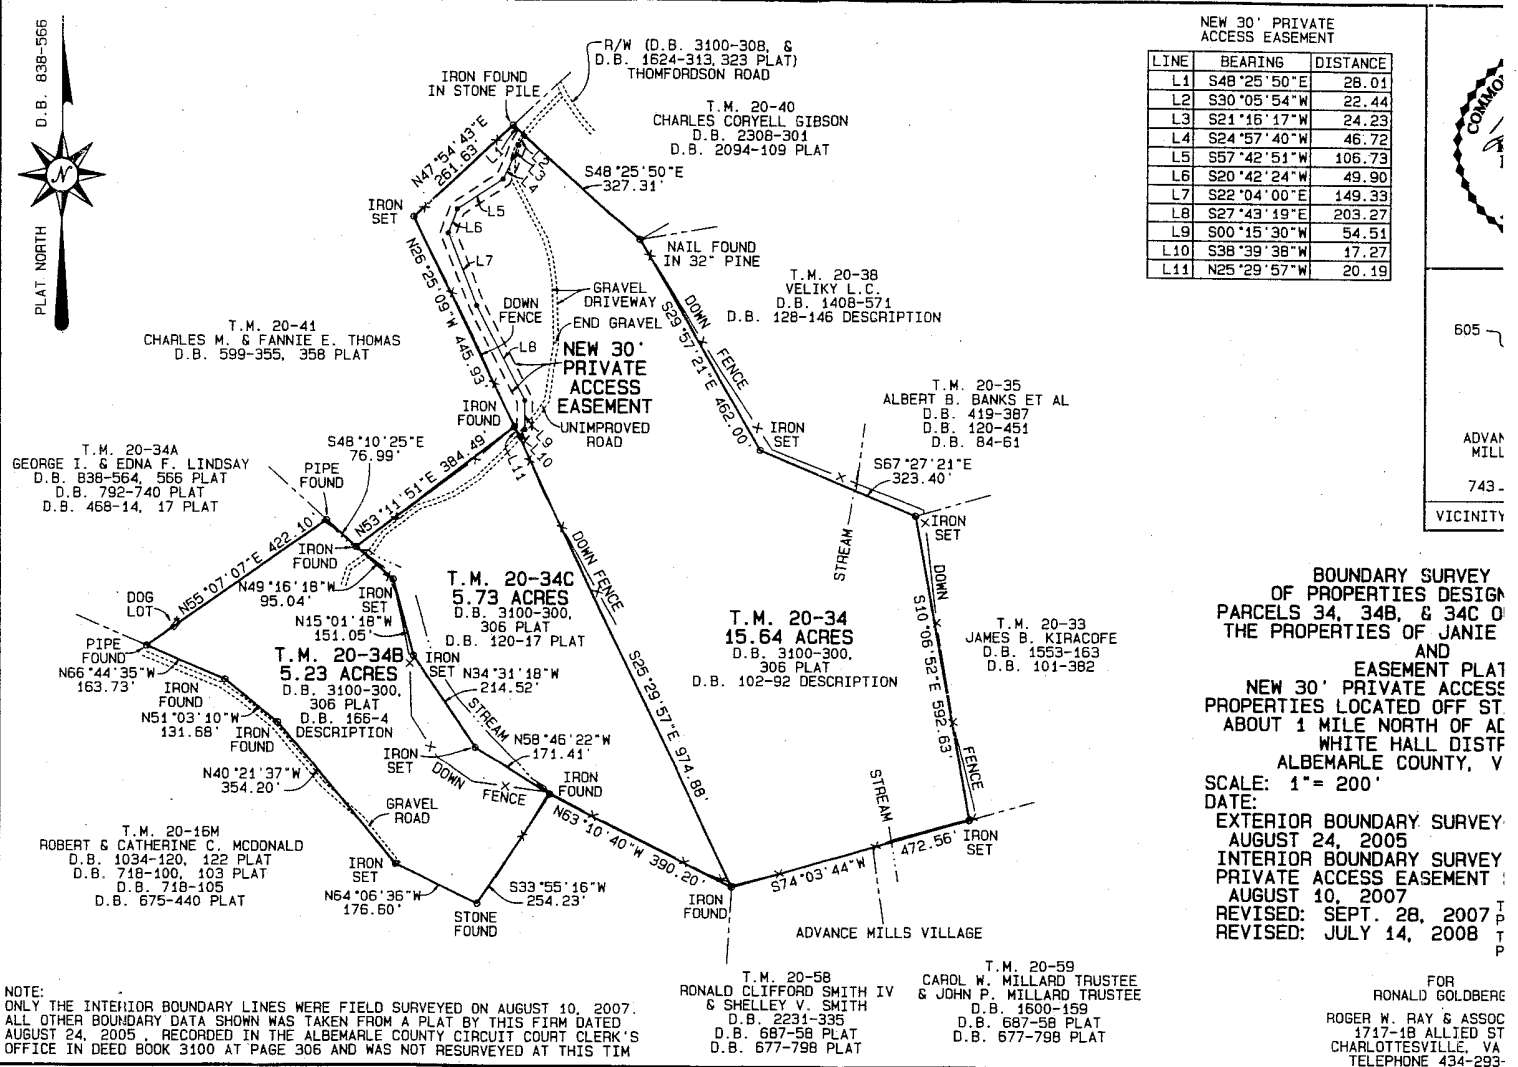 D.B. 838-566
PLAT NORTH
N
R/W (D.B. 3100-308, &
D.B. 1624-313, 323 PLAT)
THOMFORDSON ROAD
IRON FOUND
IN STONE PILE
T.M. 20-40
CHARLES CORYELL GIBSON
D.B. 2308-301
D.B. 2094-109 PLAT
N47°54'43"E
261.63'
S48°25'50"E
327.31'
L1
L2
L3
L4
L5
L6
L7
L8
L9
L10
L11
IRON
SET
NAIL FOUND
IN 32" PINE
N26°25'09"W 445.93'
GRAVEL
DRIVEWAY
DOWN
FENCE
END GRAVEL
NEW 30'
PRIVATE
ACCESS
EASEMENT
UNIMPROVED
ROAD
IRON
FOUND
T.M. 20-38
VELIKY L.C.
D.B. 1408-571
D.B. 128-146 DESCRIPTION
DOWN
FENCE
S29°57'21"E 462.00'
T.M. 20-41
CHARLES M. & FANNIE E. THOMAS
D.B. 599-355, 358 PLAT
T.M. 20-35
ALBERT B. BANKS ET AL
D.B. 419-387
D.B. 120-451
D.B. 84-61
IRON
SET
S67°27'21"E
323.40'
T.M. 20-34A
GEORGE I. & EDNA F. LINDSAY
D.B. 838-564, 566 PLAT
D.B. 792-740 PLAT
D.B. 468-14, 17 PLAT
S48°10'25"E
76.99'
PIPE
FOUND
N53°11'51"E 384.49'
N55°07'07"E 422.10'
IRON
FOUND
DOG
LOT
N49°16'18"W
95.04'
IRON
SET
N15°01'18"W
151.05'
T.M. 20-34C
5.73 ACRES
D.B. 3100-300,
306 PLAT
D.B. 120-17 PLAT
DOWN FENCE
STREAM
IRON
SET
DOWN
FENCE
S10°06'52"E 592.63'
T.M. 20-34
15.64 ACRES
D.B. 3100-300,
306 PLAT
D.B. 102-92 DESCRIPTION
T.M. 20-33
JAMES B. KIRACOFE
D.B. 1553-163
D.B. 101-382
PIPE
FOUND
N66°44'35"W
163.73'
IRON
FOUND
T.M. 20-34B
5.23 ACRES
D.B. 3100-300,
306 PLAT
D.B. 166-4
DESCRIPTION
IRON
SET
N34°31'18"W
214.52'
N51°03'10"W
131.68'
IRON
FOUND
STREAM
S25°29'57"E 974.88'
N58°46'22"W
171.41'
IRON
SET
DOWN
FENCE
IRON
FOUND
N40°21'37"W
354.20'
GRAVEL
ROAD
T.M. 20-16M
ROBERT & CATHERINE C. MCDONALD
D.B. 1034-120, 122 PLAT
D.B. 718-100, 103 PLAT
D.B. 718-105
D.B. 675-440 PLAT
IRON
SET
N64°06'36"W
176.60'
STONE
FOUND
S33°55'16"W
254.23'
N63°10'40"W 390.20'
IRON
FOUND
S74°03'44"W 472.56'
STREAM
IRON
SET
ADVANCE MILLS VILLAGE
T.M. 20-58
RONALD CLIFFORD SMITH IV
& SHELLEY V. SMITH
D.B. 2231-335
D.B. 687-58 PLAT
D.B. 677-798 PLAT
T.M. 20-59
CAROL W. MILLARD TRUSTEE
& JOHN P. MILLARD TRUSTEE
D.B. 1600-159
D.B. 687-58 PLAT
D.B. 677-798 PLAT
NOTE:
ONLY THE INTERIOR BOUNDARY LINES WERE FIELD SURVEYED ON AUGUST 10, 2007.
ALL OTHER BOUNDARY DATA SHOWN WAS TAKEN FROM A PLAT BY THIS FIRM DATED
AUGUST 24, 2005 , RECORDED IN THE ALBEMARLE COUNTY CIRCUIT COURT CLERK'S
OFFICE IN DEED BOOK 3100 AT PAGE 306 AND WAS NOT RESURVEYED AT THIS TIM
NEW 30' PRIVATE
ACCESS EASEMENT
LINE BEARING DISTANCE
L1 S48°25'50"E 28.01
L2 S30°05'54"W 22.44
L3 S21°16'17"W 24.23
L4 S24°57'40"W 46.72
L5 S57°42'51"W 106.73
L6 S20°42'24"W 49.90
L7 S22°04'00"E 149.33
L8 S27°43'19"E 203.27
L9 S00°15'30"W 54.51
L10 S38°39'38"W 17.27
L11 N25°29'57"W 20.19
COMMO
605
ADVAN
MILL
743
VICINITY
BOUNDARY SURVEY
OF PROPERTIES DESIGN
PARCELS 34, 34B, & 34C O
THE PROPERTIES OF JANIE
AND
EASEMENT PLAT
NEW 30' PRIVATE ACCESS
PROPERTIES LOCATED OFF ST.
ABOUT 1 MILE NORTH OF AD
WHITE HALL DISTR
ALBEMARLE COUNTY, V
SCALE: 1"= 200'
DATE:
EXTERIOR BOUNDARY SURVEY
AUGUST 24, 2005
INTERIOR BOUNDARY SURVEY
PRIVATE ACCESS EASEMENT
AUGUST 10, 2007
REVISED: SEPT. 28, 2007
REVISED: JULY 14, 2008
FOR
RONALD GOLDBERG
ROGER W. RAY & ASSOC
1717-1B ALLIED ST
CHARLOTTESVILLE, VA
TELEPHONE 434-293-